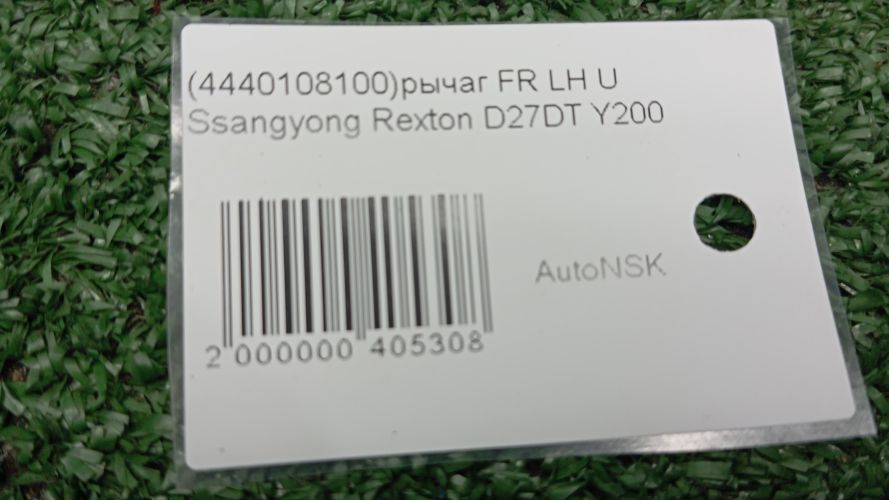 (4440108100)рычаг FR LH U
Ssangyong Rexton D27DT Y200
AutoNSK
2 000000 405308